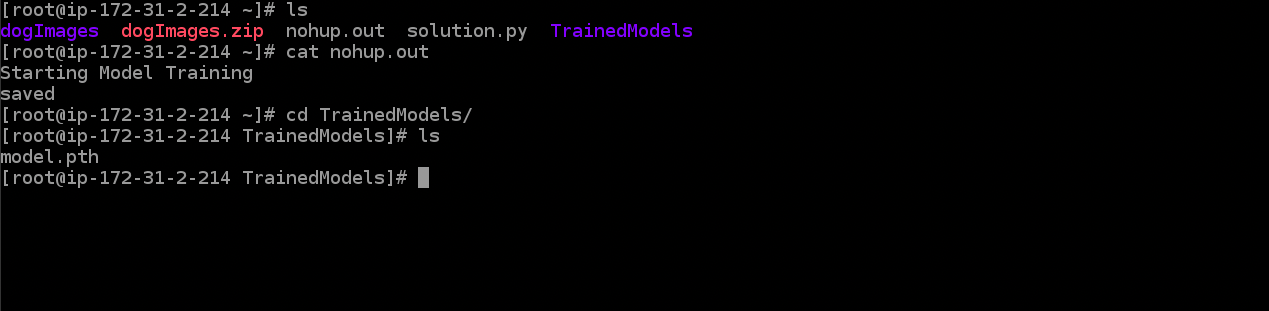 [root@ip-172-31-2-214 ~]# ls
dogImages  dogImages.zip  nohup.out  solution.py  TrainedModels
[root@ip-172-31-2-214 ~]# cat nohup.out
Starting Model Training
saved
[root@ip-172-31-2-214 ~]# cd TrainedModels/
[root@ip-172-31-2-214 TrainedModels]# ls
model.pth
[root@ip-172-31-2-214 TrainedModels]#